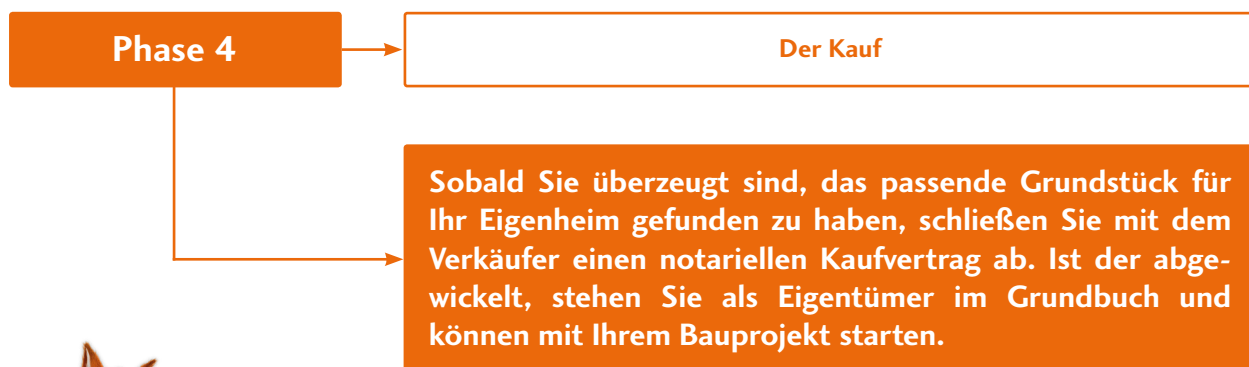 Phase 4
Der Kauf
Sobald Sie überzeugt sind, das passende Grundstück für
Ihr Eigenheim gefunden zu haben, schließen Sie mit dem
Verkäufer einen notariellen Kaufvertrag ab. Ist der abge-
wickelt, stehen Sie als Eigentümer im Grundbuch und
können mit Ihrem Bauprojekt starten.